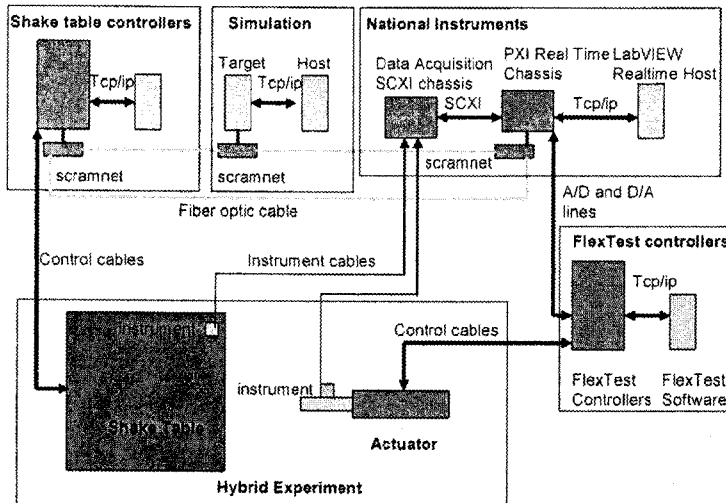 Shake table controllers
Tcp/ip
scramnet
Simulation
Target
Host
Tcp/ip
scramnet
National Instruments
Data Acquisition
SCXI chassis
SCXI
PXI Real Time
Chassis
LabVIEW
Realtime Host
Tcp/ip
scramnet
Fiber optic cable
A/D and D/A
lines
Control cables
Instrument cables
FlexTest controllers
Tcp/ip
FlexTest
Controllers
FlexTest
Software
instrument
Shake Table
instrument
Control cables
Actuator
Hybrid Experiment